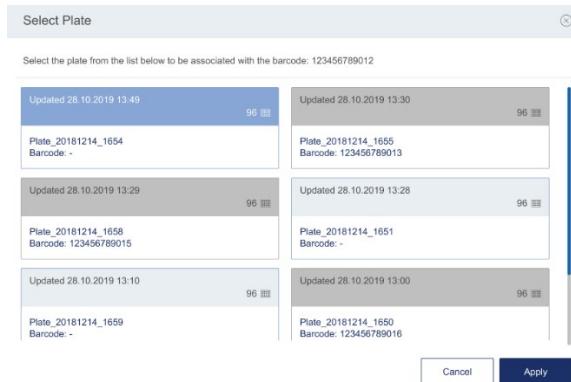 Select Plate
Select the plate from the list below to be associated with the barcode: 123456789012
Updated 28.10.2019 13:49
96
Plate_20181214_1654
Barcode: -
Updated 28.10.2019 13:30
96
Plate_20181214_1655
Barcode: 123456789013
Updated 28.10.2019 13:29
96
Plate_20181214_1658
Barcode: 123456789015
Updated 28.10.2019 13:28
96
Plate_20181214_1651
Barcode: -
Updated 28.10.2019 13:10
96
Plate_20181214_1659
Barcode: -
Updated 28.10.2019 13:00
96
Plate_20181214_1650
Barcode: 123456789016
Cancel
Apply